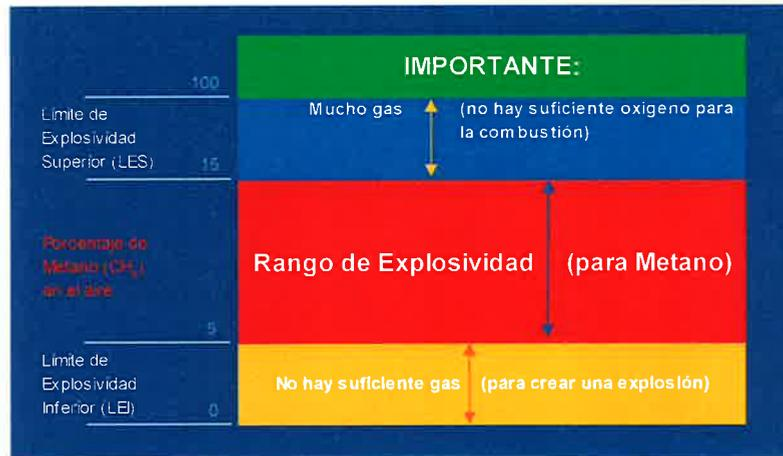 IMPORTANTE:
100
Límite de
Explosividad
Superior (LES)
15
Mucho gas
(no hay suficiente oxigeno para
la combustión)
Porcentaje de
Metano (CH₄)
en el aire
Rango de Explosividad
(para Metano)
5
Límite de
Explosividad
Inferior (LEI)
0
No hay suficiente gas
(para crear una explosión)